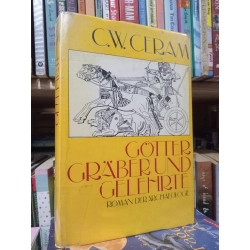 C.W. CERAM
GÖTTER
GRÄBER UND
GELEHRTE
ROMAN DER ARCHÄOLOGIE